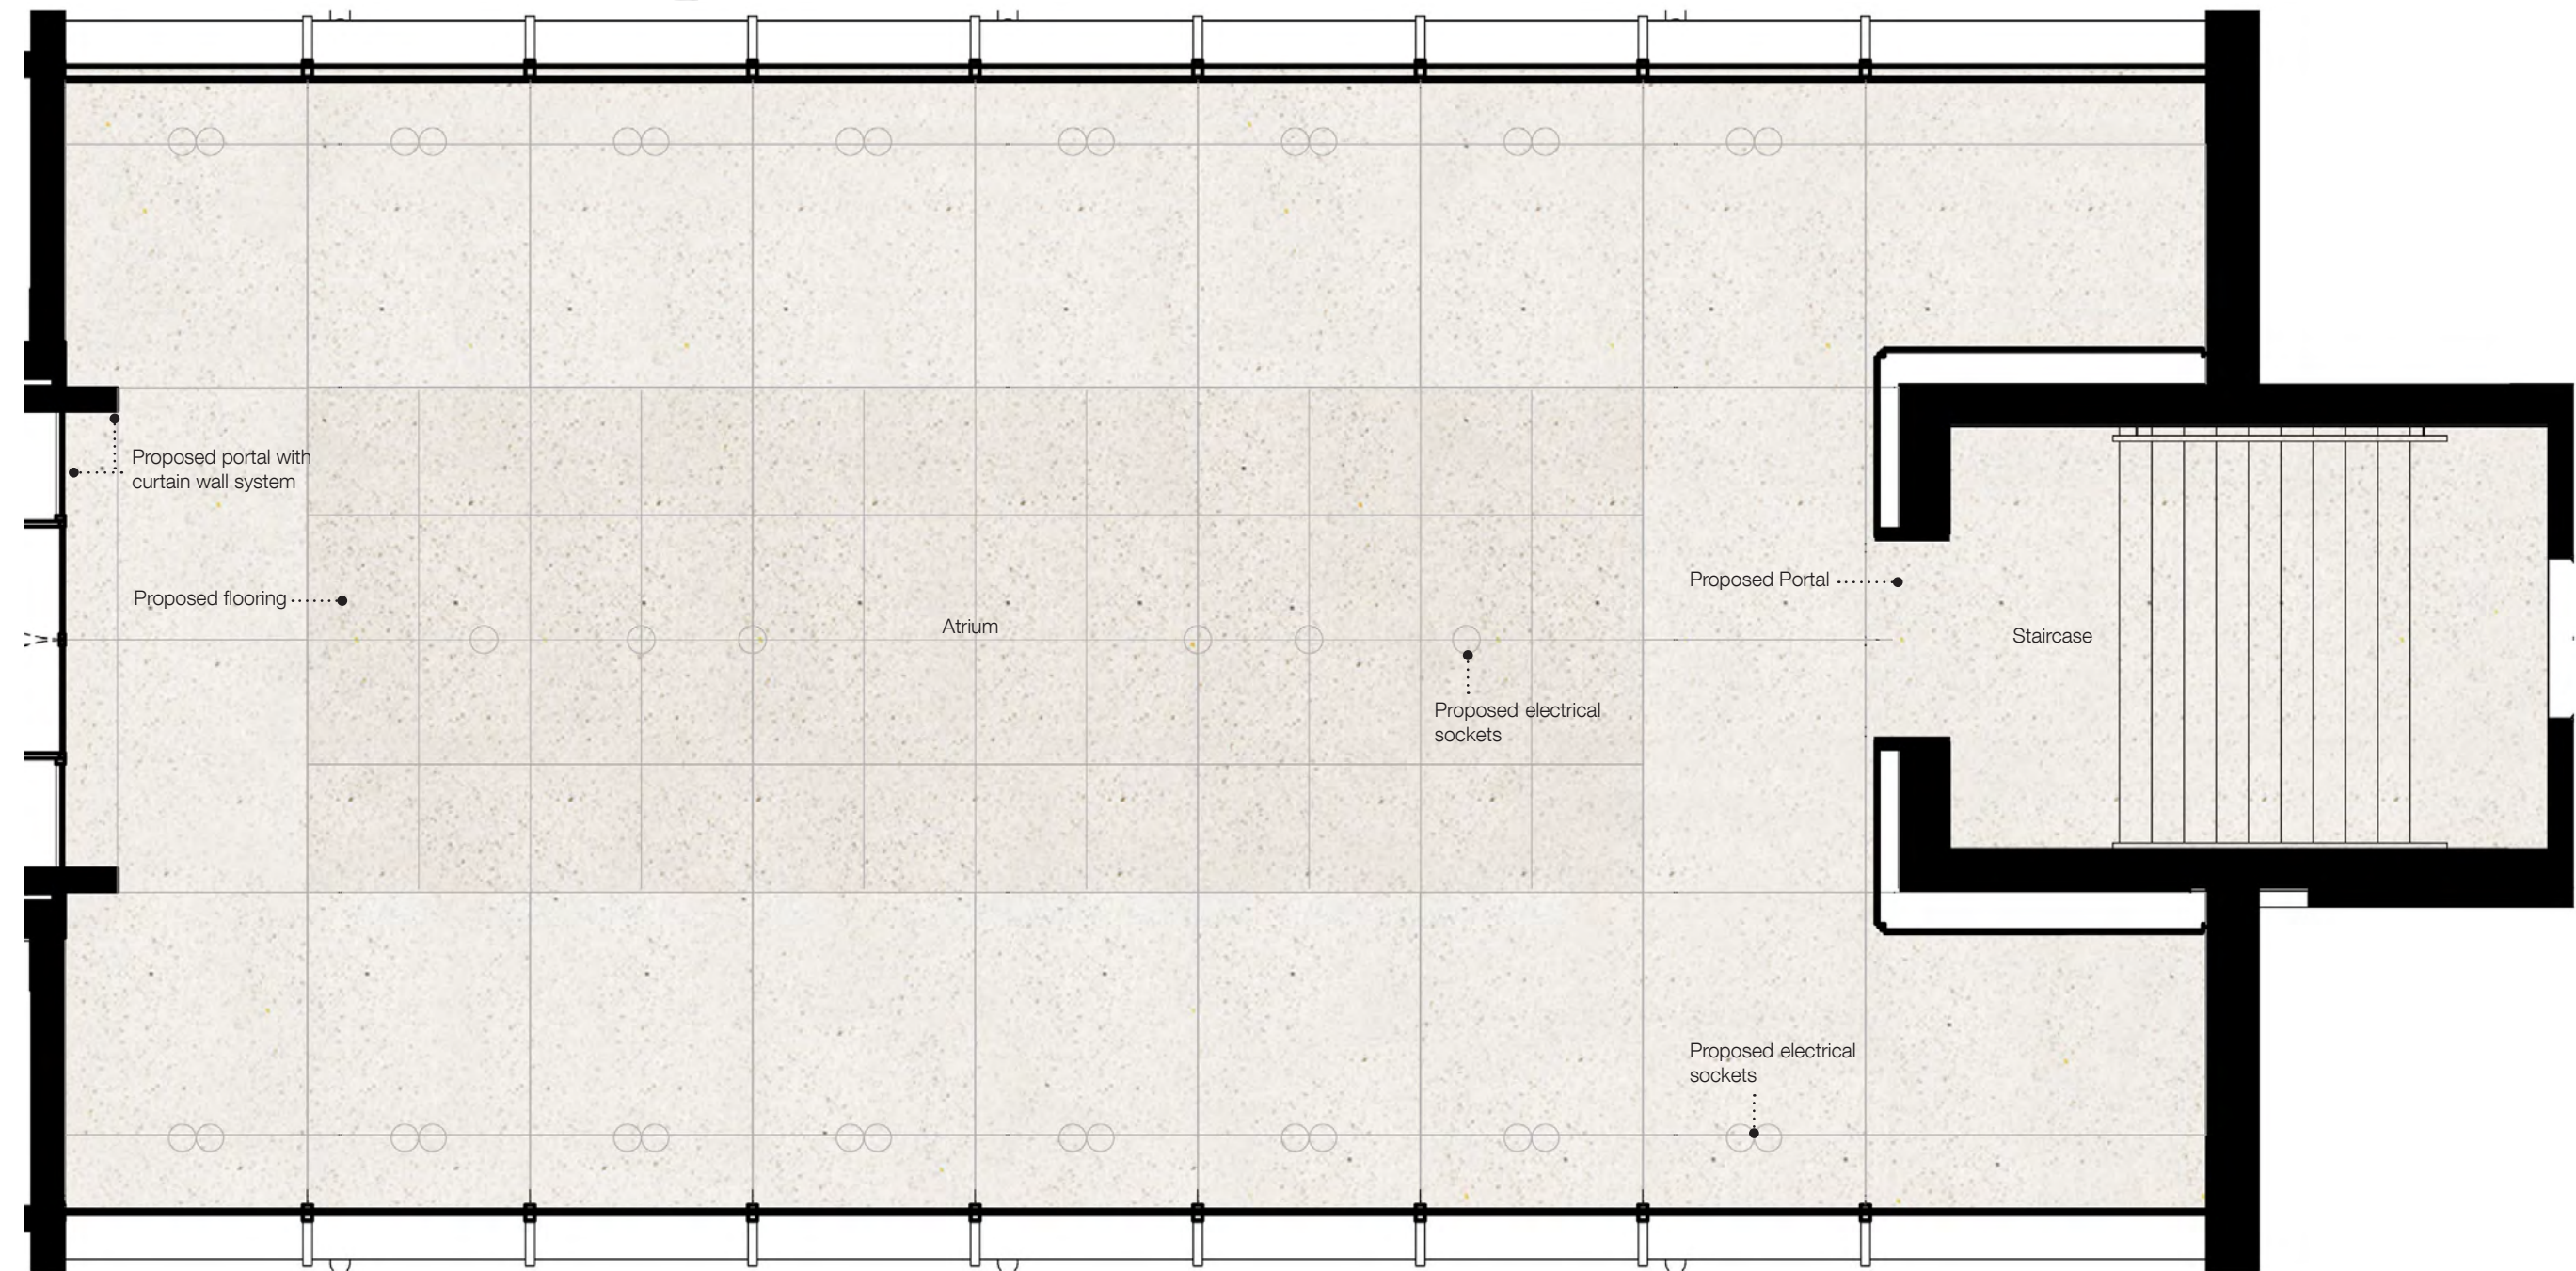 Proposed portal with
curtain wall system
Proposed flooring
Atrium
Proposed Portal
Staircase
Proposed electrical
sockets
Proposed electrical
sockets